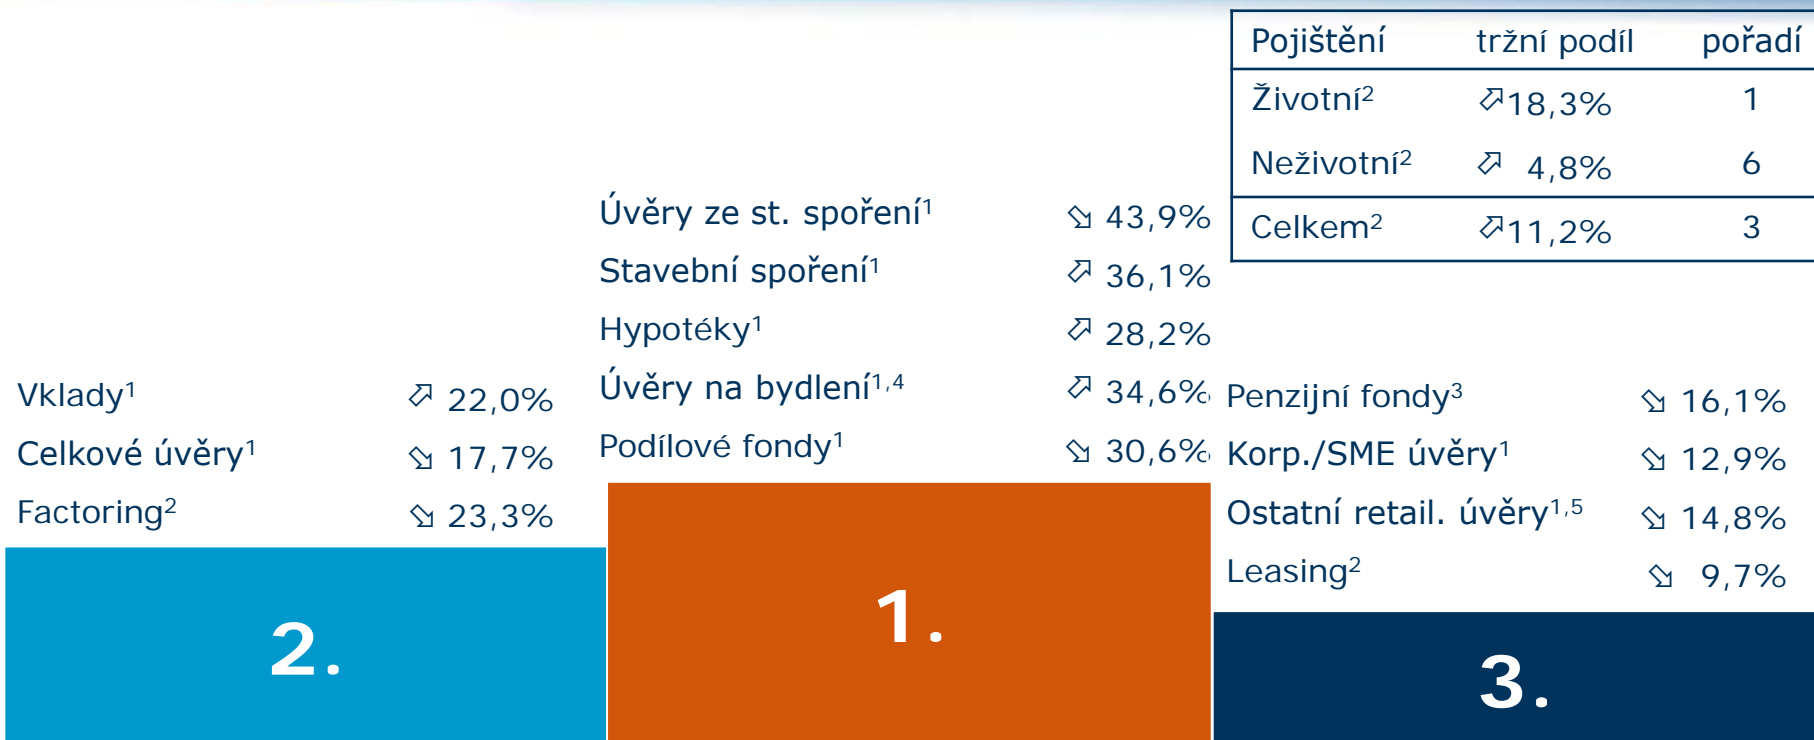 Pojištění tržní podíl pořadí
Životní² ⬀18,3% 1
Neživotní² ⬀ 4,8% 6
Celkem² ⬀11,2% 3
Úvěry ze st. spoření¹ ⬂ 43,9%
Stavební spoření¹ ⬀ 36,1%
Hypotéky¹ ⬀ 28,2%
Úvěry na bydlení¹,⁴ ⬀ 34,6%
Podílové fondy¹ ⬂ 30,6%
1.
Vklady¹ ⬀ 22,0%
Celkové úvěry¹ ⬂ 17,7%
Factoring² ⬂ 23,3%
2.
Penzijní fondy³ ⬂ 16,1%
Korp./SME úvěry¹ ⬂ 12,9%
Ostatní retail. úvěry¹,⁵ ⬂ 14,8%
Leasing² ⬂ 9,7%
3.